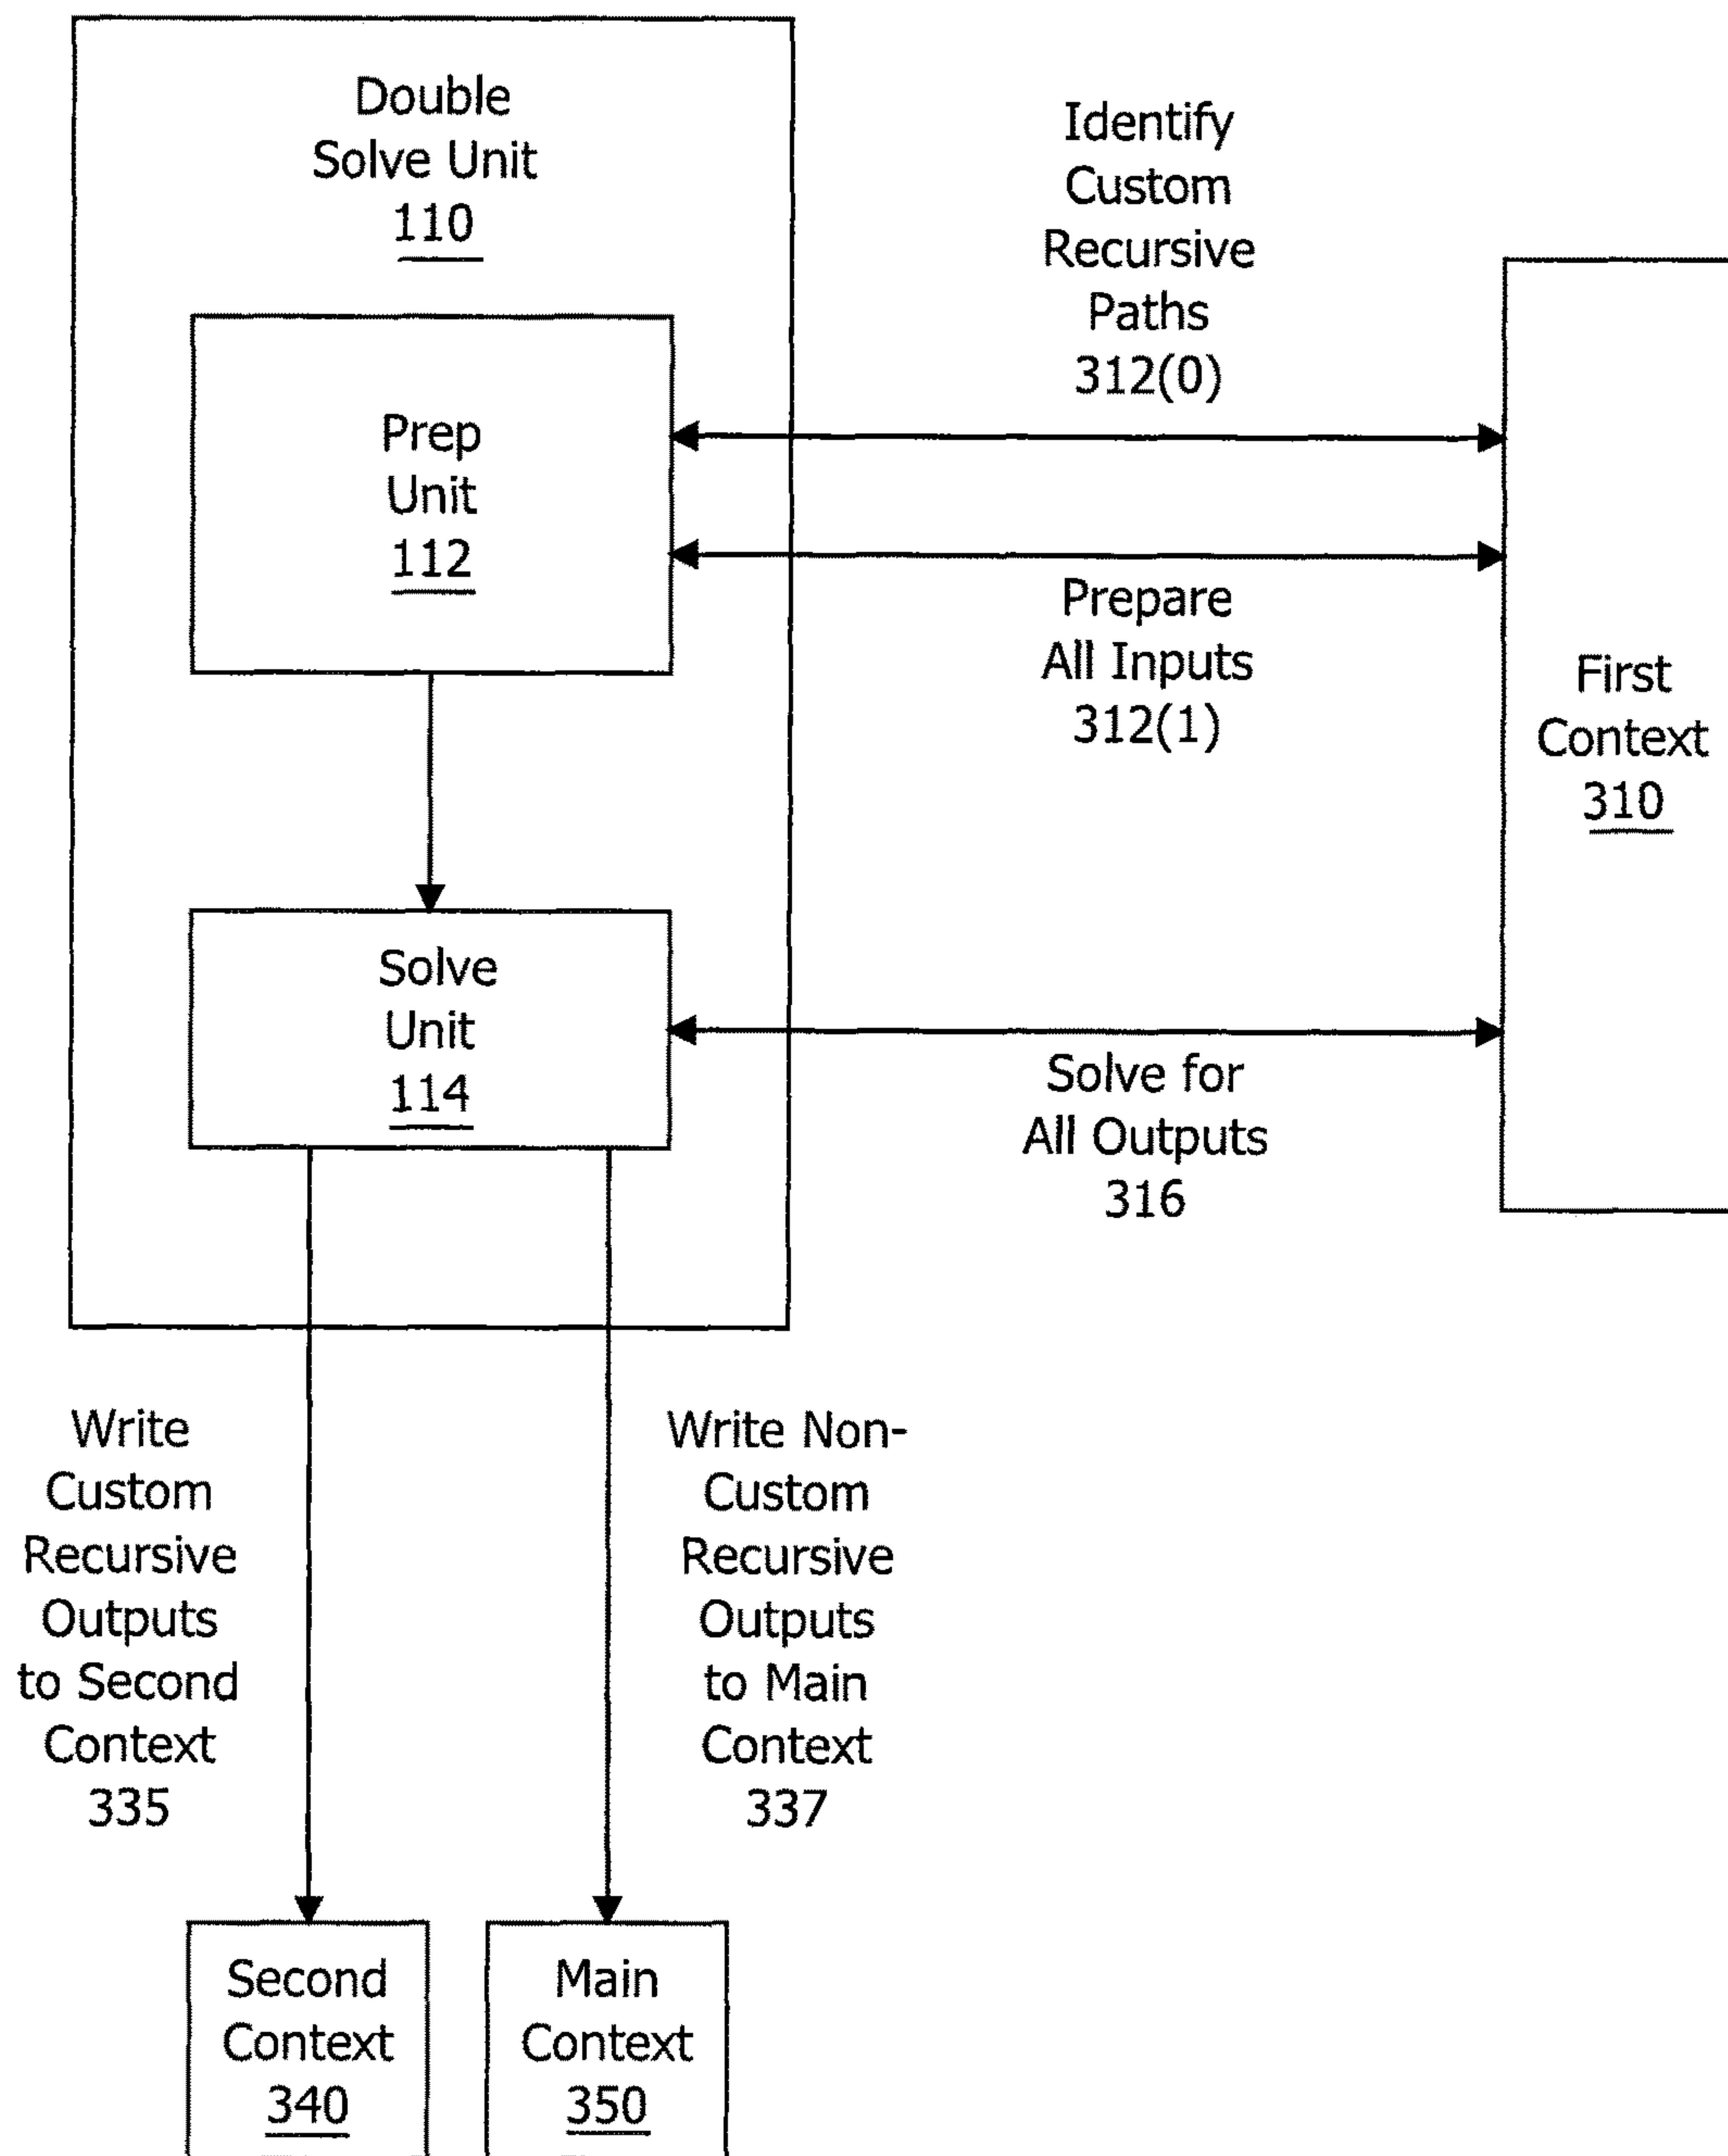 Double
Solve Unit
110
Identify
Custom
Recursive
Paths
312(0)
Prep
Unit
112
Prepare
All Inputs
312(1)
First
Context
310
Solve
Unit
114
Solve for
All Outputs
316
Write
Custom
Recursive
Outputs
to Second
Context
335
Write Non-
Custom
Recursive
Outputs
to Main
Context
337
Second
Context
340
Main
Context
350